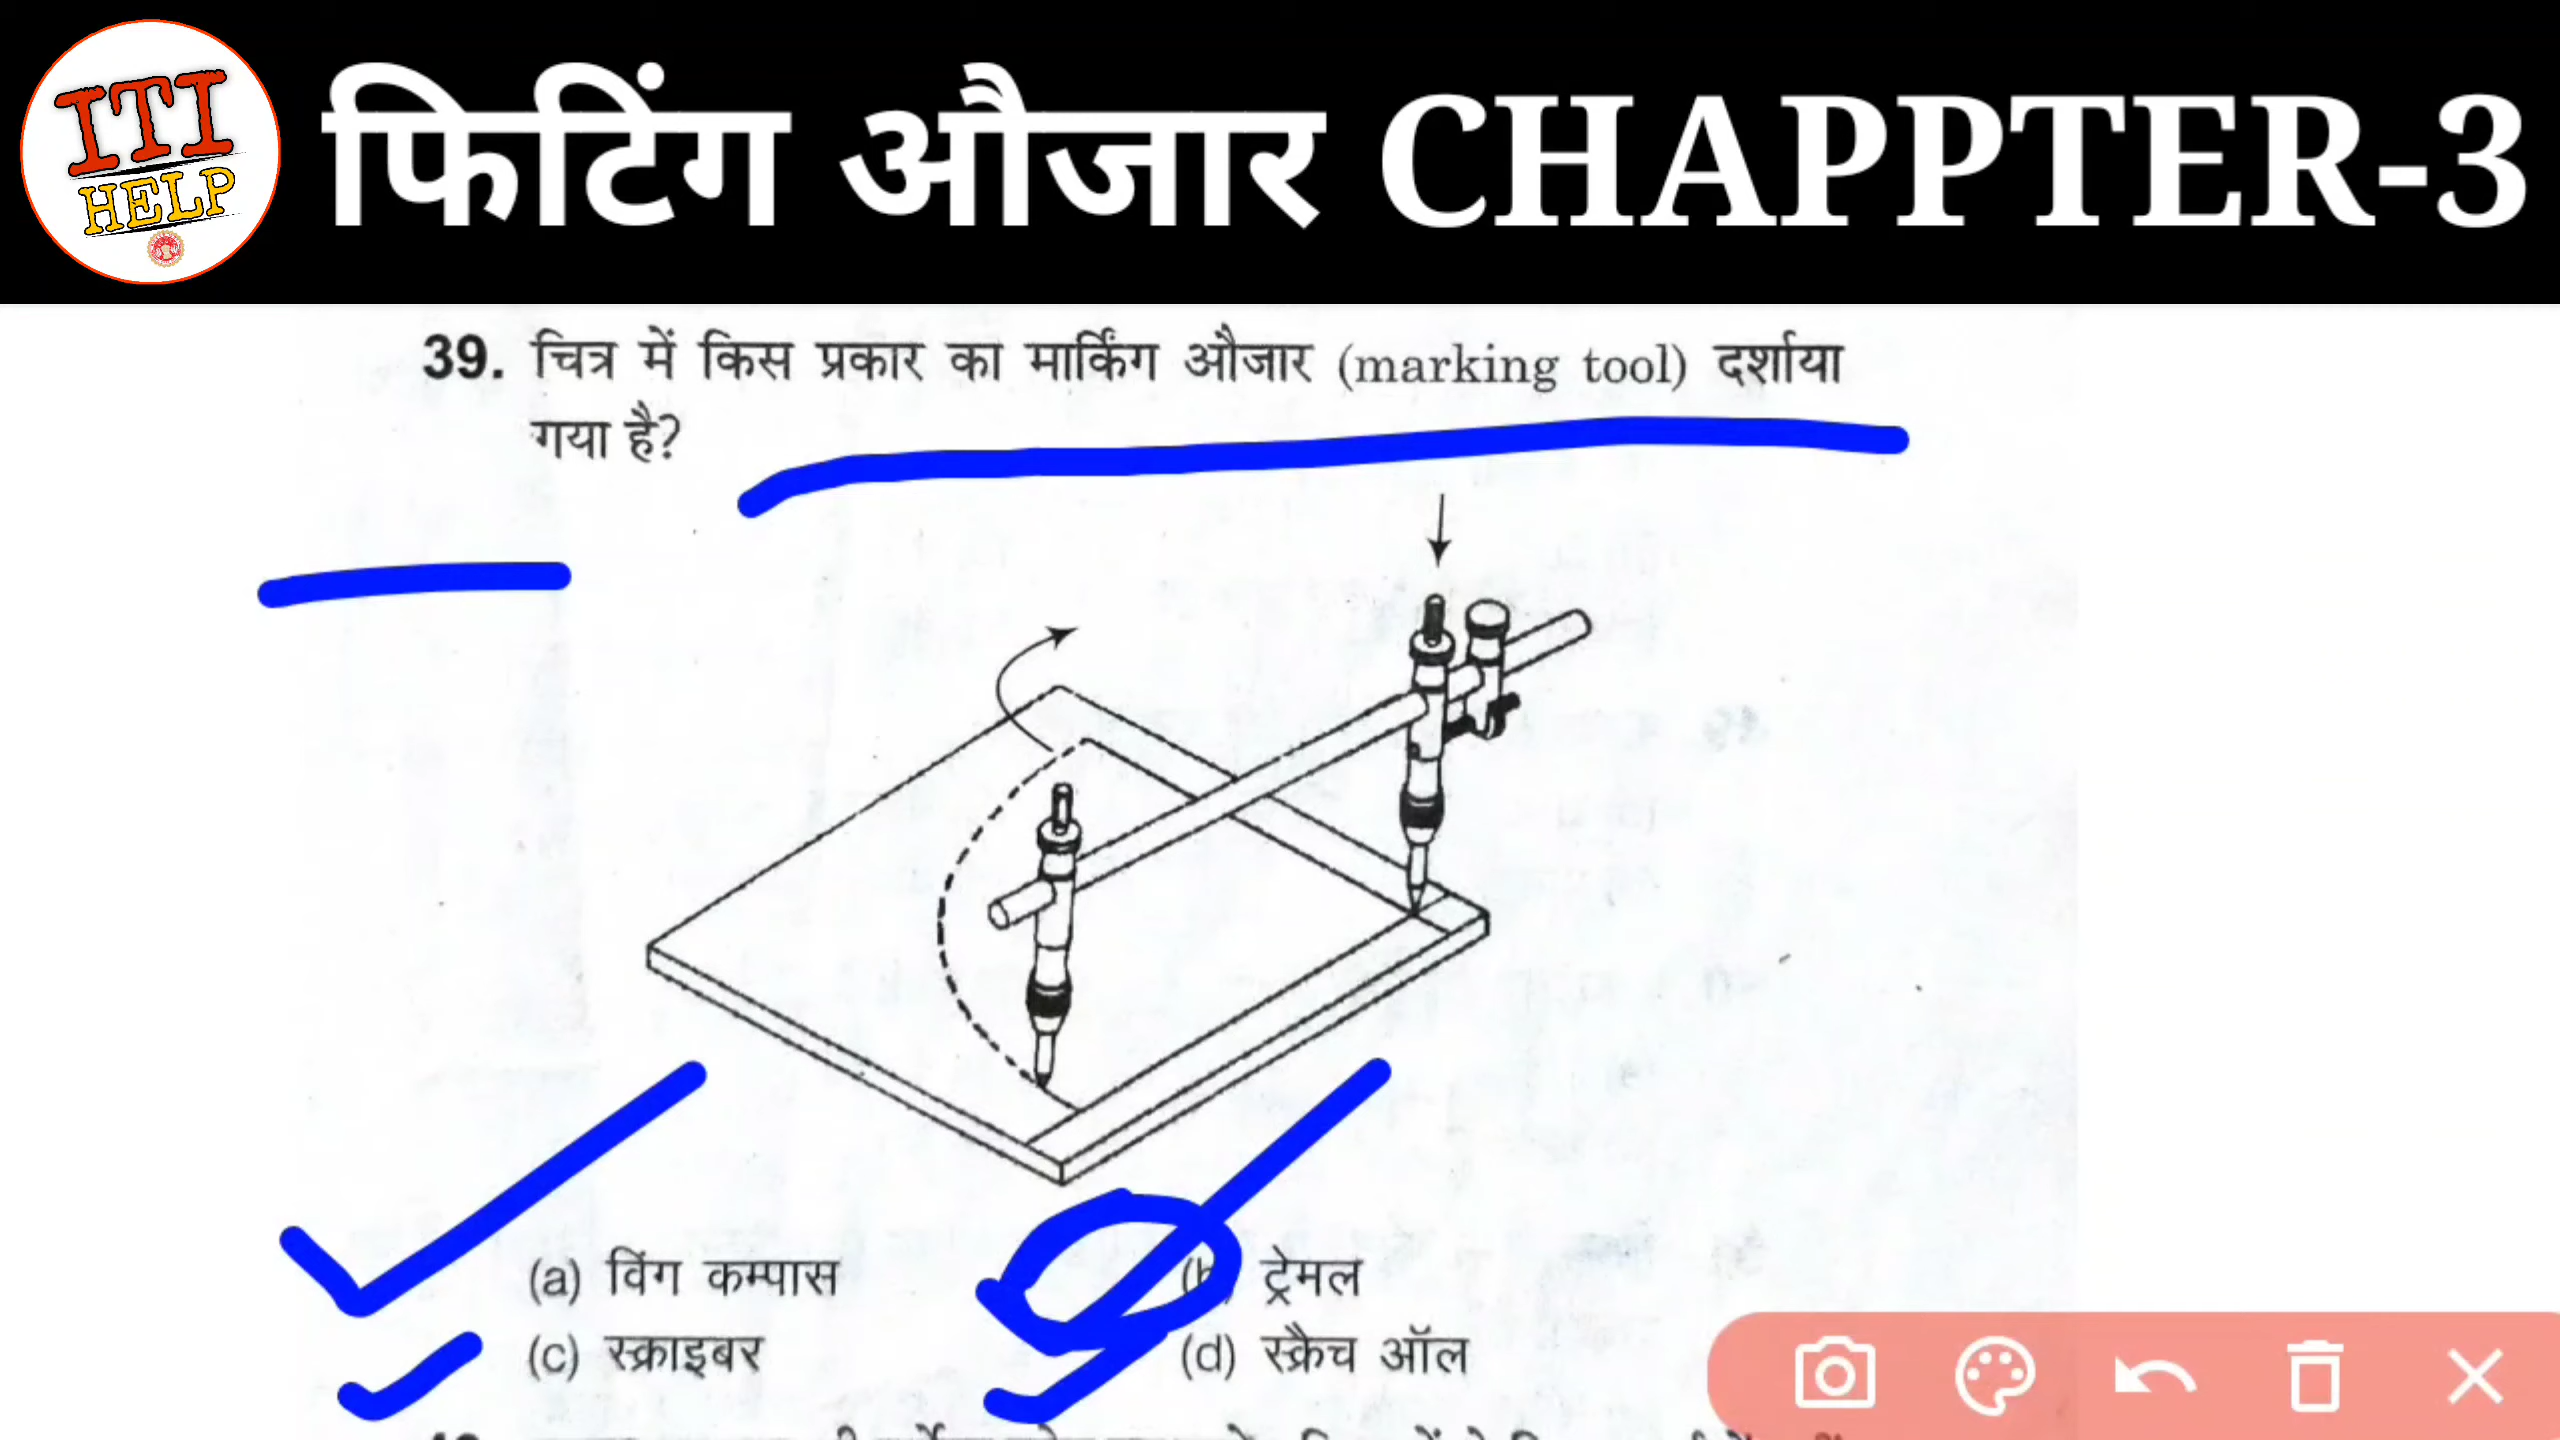 ITI
HELP
फिटिंग औजार CHAPPTER-3
39. चित्र में किस प्रकार का मार्किंग औजार (marking tool) दर्शाया
गया है?
(a) विंग कम्पास (b) ट्रेमल
(c) स्क्राइबर (d) स्क्रैच ऑल